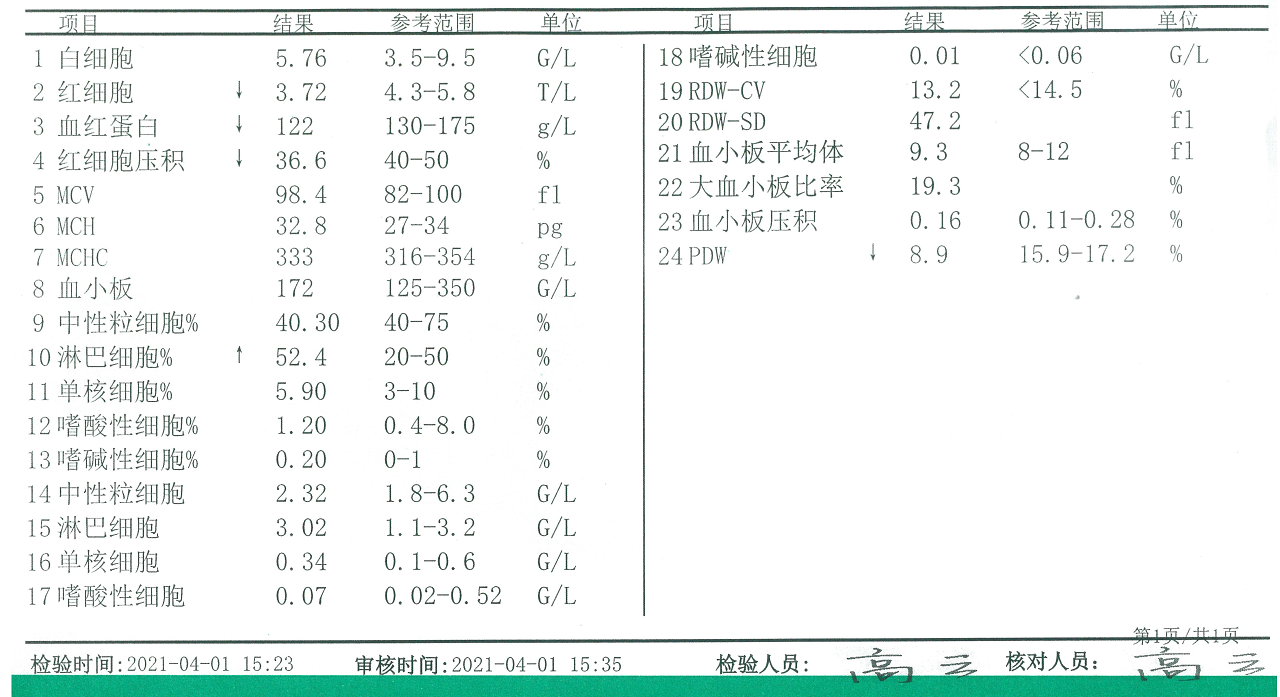 项目 结果 参考范围 单位
1 白细胞 5.76 3.5-9.5 G/L
2 红细胞 ↓ 3.72 4.3-5.8 T/L
3 血红蛋白 ↓ 122 130-175 g/L
4 红细胞压积 ↓ 36.6 40-50 %
5 MCV 98.4 82-100 fl
6 MCH 32.8 27-34 pg
7 MCHC 333 316-354 g/L
8 血小板 172 125-350 G/L
9 中性粒细胞% 40.30 40-75 %
10 淋巴细胞% ↑ 52.4 20-50 %
11 单核细胞% 5.90 3-10 %
12 嗜酸性细胞% 1.20 0.4-8.0 %
13 嗜碱性细胞% 0.20 0-1 %
14 中性粒细胞 2.32 1.8-6.3 G/L
15 淋巴细胞 3.02 1.1-3.2 G/L
16 单核细胞 0.34 0.1-0.6 G/L
17 嗜酸性细胞 0.07 0.02-0.52 G/L
项目 结果 参考范围 单位
18 嗜碱性细胞 0.01 <0.06 G/L
19 RDW-CV 13.2 <14.5 %
20 RDW-SD 47.2 fl
21 血小板平均体 9.3 8-12 fl
22 大血小板比率 19.3 %
23 血小板压积 0.16 0.11-0.28 %
24 PDW ↓ 8.9 15.9-17.2 %
第1页/共1页
检验时间:2021-04-01 15:23 审核时间:2021-04-01 15:35 检验人员: 高云 核对人员: 高云